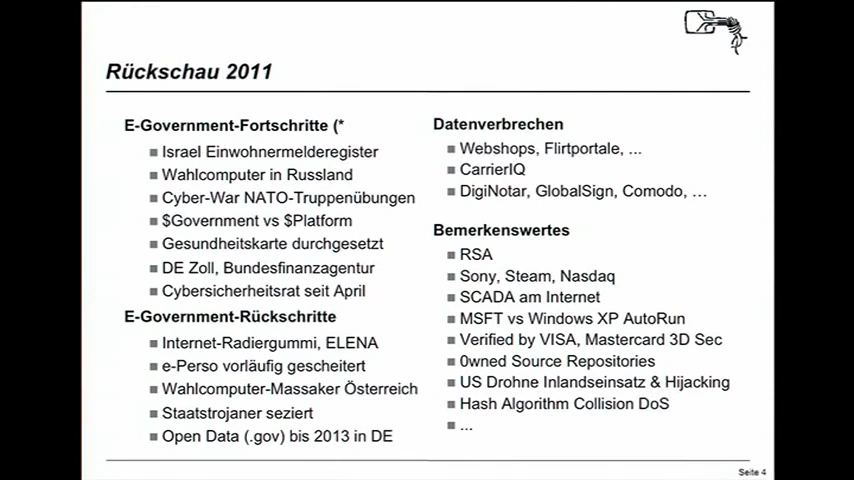 Rückschau 2011
E-Government-Fortschritte (*
Israel Einwohnermelderegister
Wahlcomputer in Russland
Cyber-War NATO-Truppenübungen
$Government vs $Platform
Gesundheitskarte durchgesetzt
DE Zoll, Bundesfinanzagentur
Cybersicherheitsrat seit April
E-Government-Rückschritte
Internet-Radiergummi, ELENA
e-Perso vorläufig gescheitert
Wahlcomputer-Massaker Österreich
Staatstrojaner seziert
Open Data (.gov) bis 2013 in DE
Datenverbrechen
Webshops, Flirtportale, ...
CarrierIQ
DigiNotar, GlobalSign, Comodo, ...
Bemerkenswertes
RSA
Sony, Steam, Nasdaq
SCADA am Internet
MSFT vs Windows XP AutoRun
Verified by VISA, Mastercard 3D Sec
0wned Source Repositories
US Drohne Inlandseinsatz & Hijacking
Hash Algorithm Collision DoS
...
Seite 4